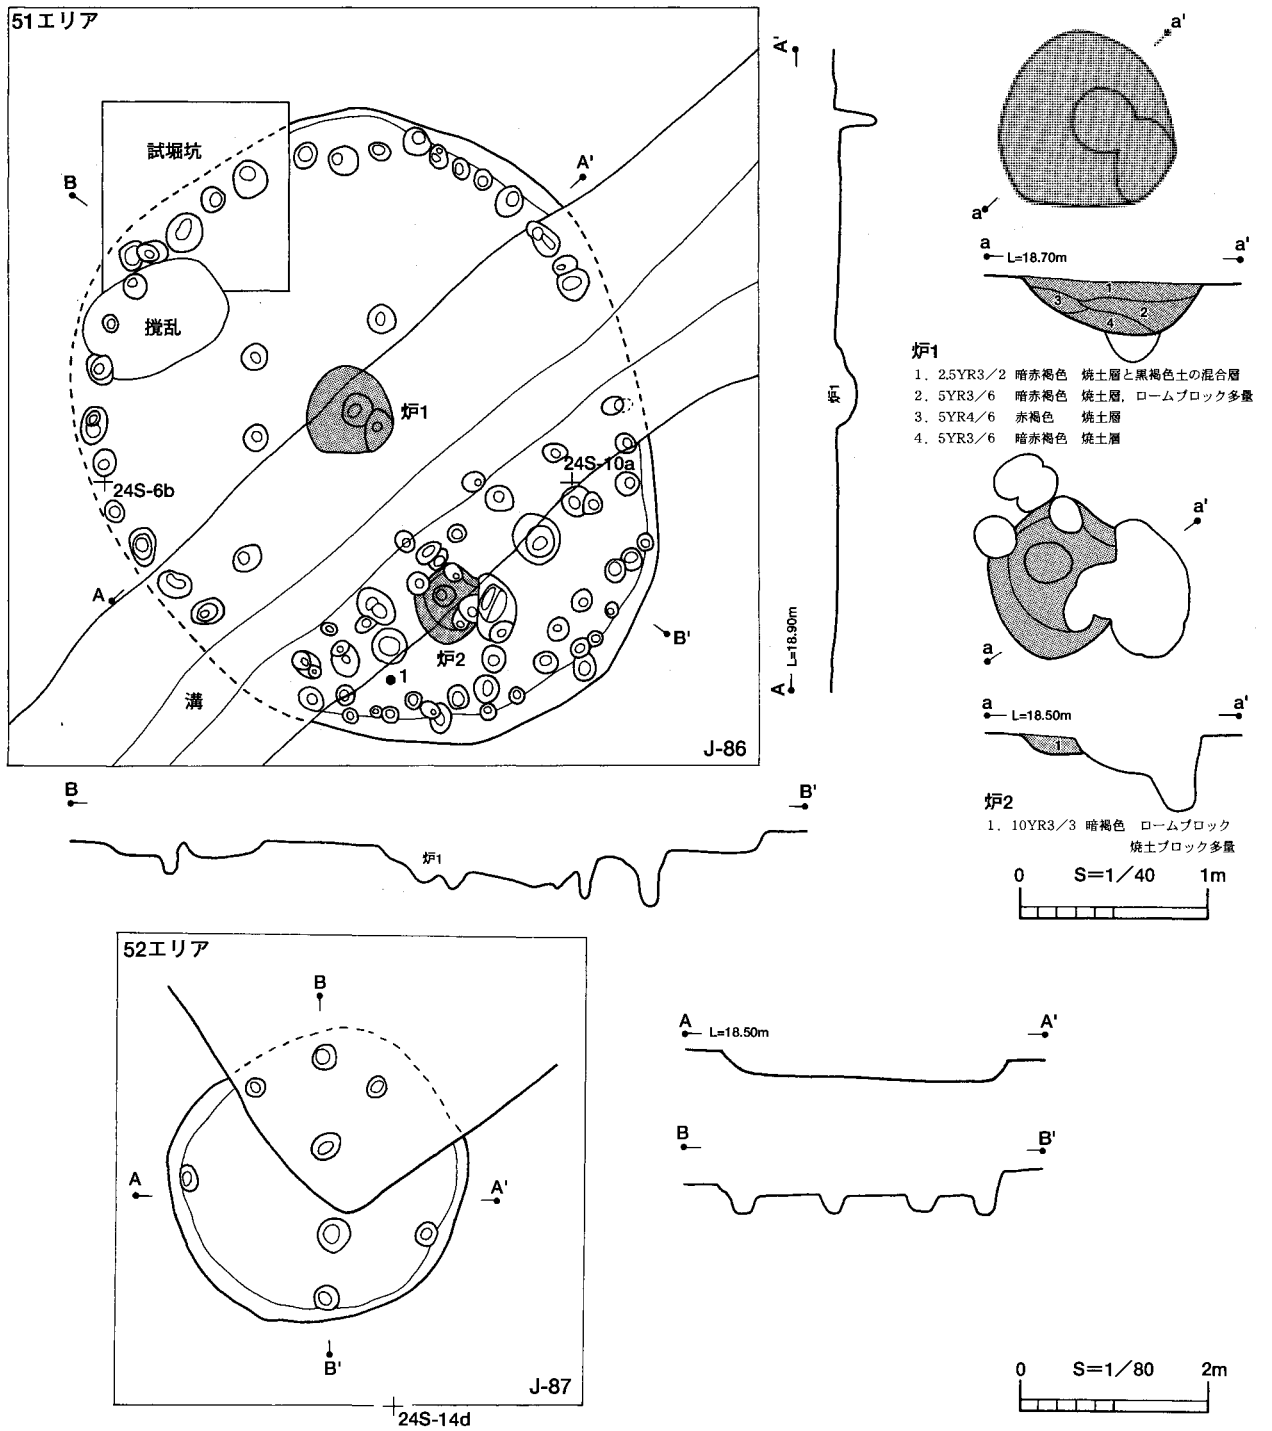 51エリア
試堀坑
B
A'
攪乱
炉1
24S-6b
24S-10a
A
炉2
B'
1
溝
J-86
A'
炉1
A L=18.90m
a'
a
a L=18.70m a'
1
3
2
4
炉1
1. 2.5YR3/2 暗赤褐色 焼土層と黒褐色土の混合層
2. 5YR3/6 暗赤褐色 焼土層，ロームブロック多量
3. 5YR4/6 赤褐色 焼土層
4. 5YR3/6 暗赤褐色 焼土層
a'
a
a L=18.50m a'
1
炉2
1. 10YR3/3 暗褐色 ロームブロック
焼土ブロック多量
0 S=1/40 1m
B B'
炉1
52エリア
B
A A'
B'
J-87
24S-14d
A L=18.50m A'
B B'
0 S=1/80 2m